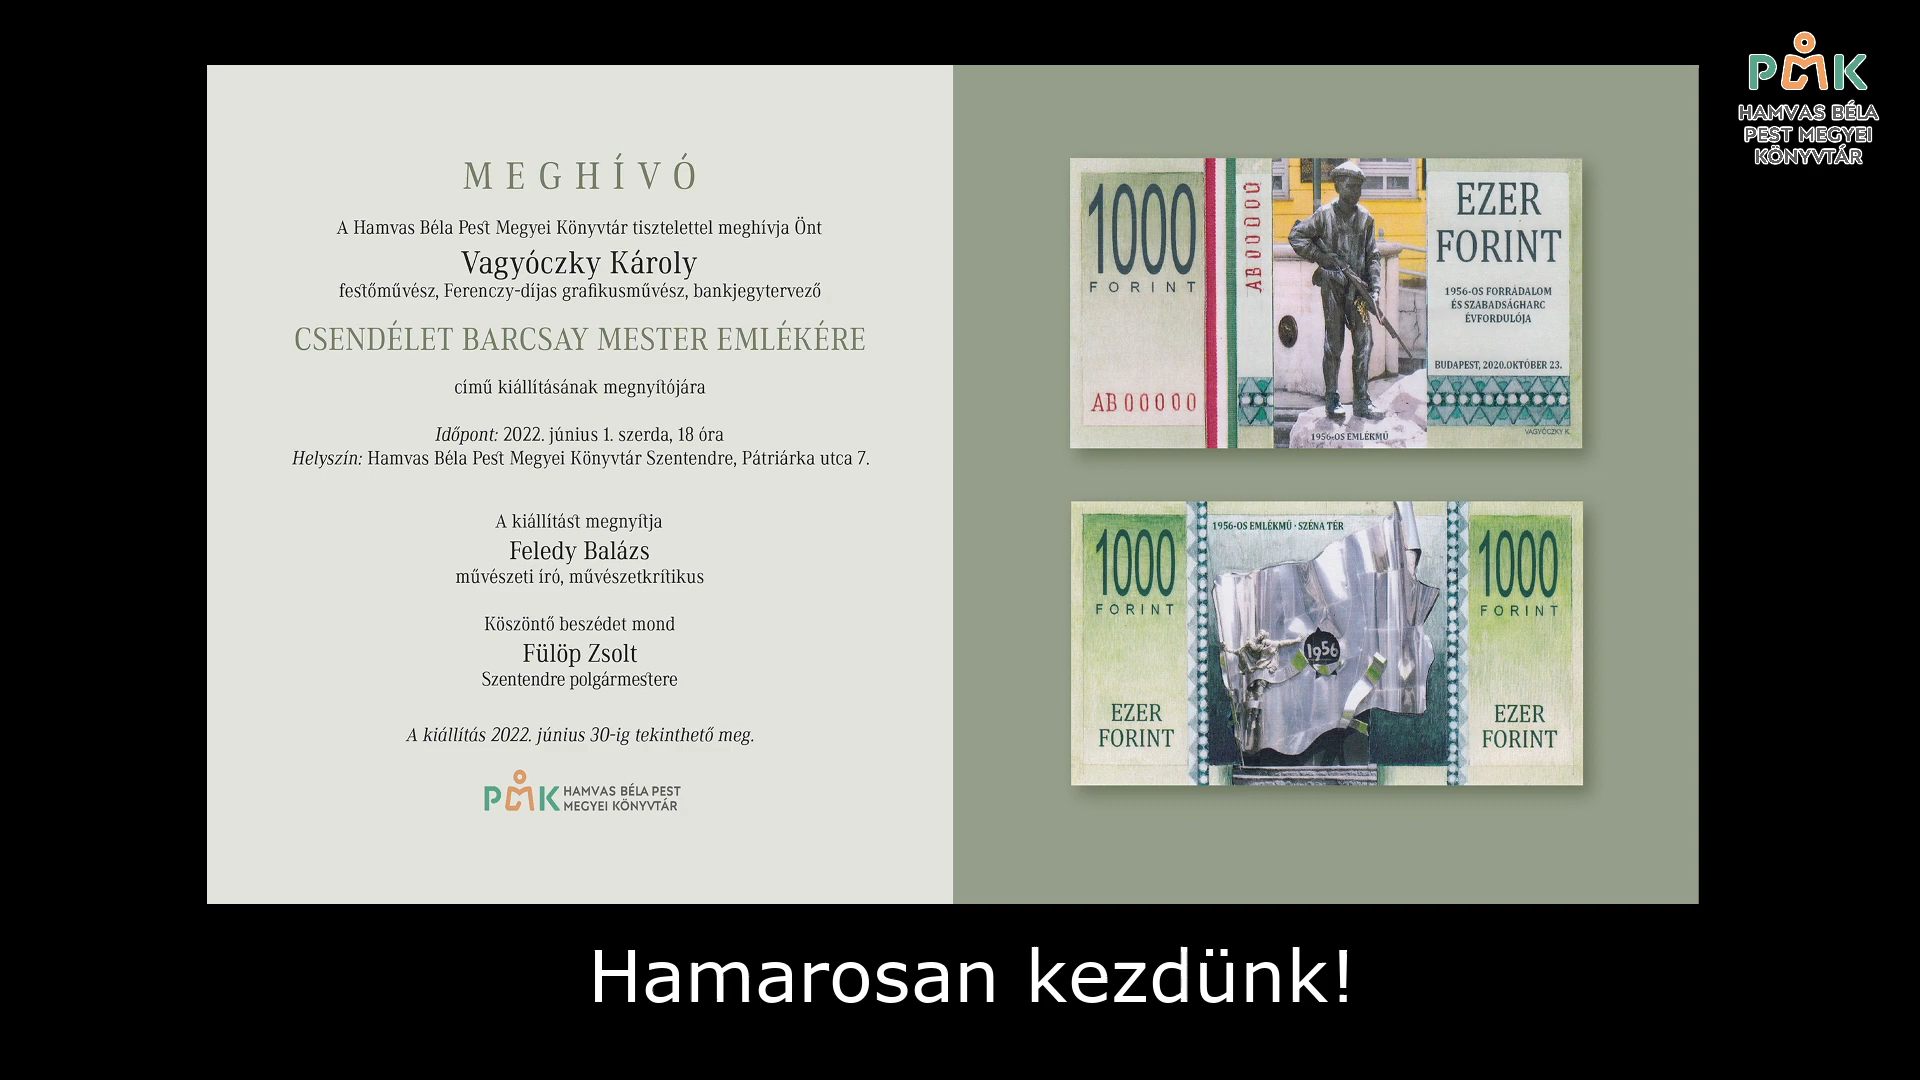 MEGHÍVÓ
A Hamvas Béla Pest Megyei Könyvtár tisztelettel meghívja Önt
Vagyóczky Károly
festőművész, Ferenczy-díjas grafikusművész, bankjegytervező
CSENDÉLET BARCSAY MESTER EMLÉKÉRE
című kiállításának megnyítójára
Időpont: 2022. június 1. szerda, 18 óra
Helyszín: Hamvas Béla Pest Megyei Könyvtár Szentendre, Pátriárka utca 7.
A kiállítást megnyítja
Feledy Balázs
művészeti író, művészetkrítikus
Köszöntő beszédet mond
Fülöp Zsolt
Szentendre polgármestere
A kiállítás 2022. június 30-ig tekinthető meg.
PMK HAMVAS BÉLA PEST
MEGYEI KÖNYVTÁR
1000
FORINT
AB 00000
AB 00000
1956-OS EMLÉKMŰ
EZER
FORINT
1956-OS FORRADALOM
ÉS SZABADSÁGHARC
ÉVFORDULÓJA
BUDAPEST, 2020.OKTÓBER 23.
VAGYÓCZKY K.
1000
FORINT
EZER
FORINT
1956-OS EMLÉKMŰ · SZÉNA TÉR
1956
1000
FORINT
EZER
FORINT
PMK
HAMVAS BÉLA
PEST MEGYEI
KÖNYVTÁR
Hamarosan kezdünk!